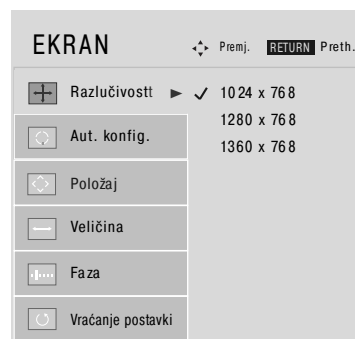 EKRAN Premj. RETURN Preth.
Razlučivostt 1024 x 768
1280 x 768
1360 x 768
Aut. konfig.
Položaj
Veličina
Faza
Vraćanje postavki